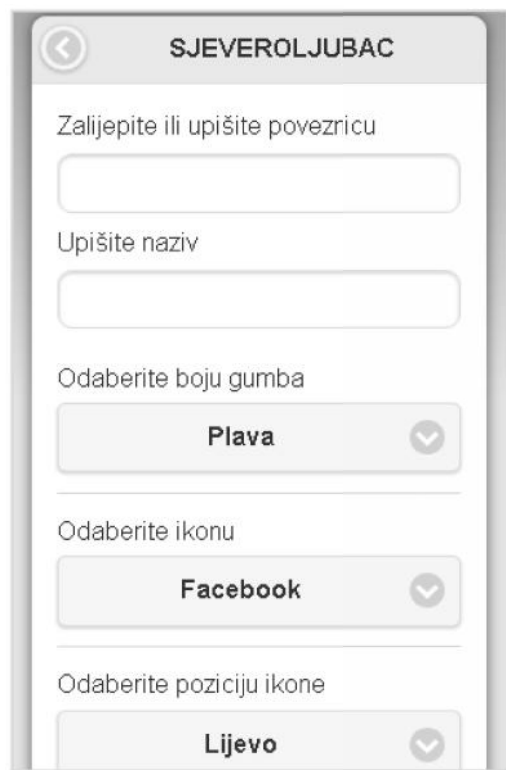 SJEVEROLJUBAC
Zalijepite ili upišite povezricu
Upišite naziv
Odaberite boju gumba
Plava
Odaberite ikonu
Facebook
Odaberite poziciju ikone
Lijevo